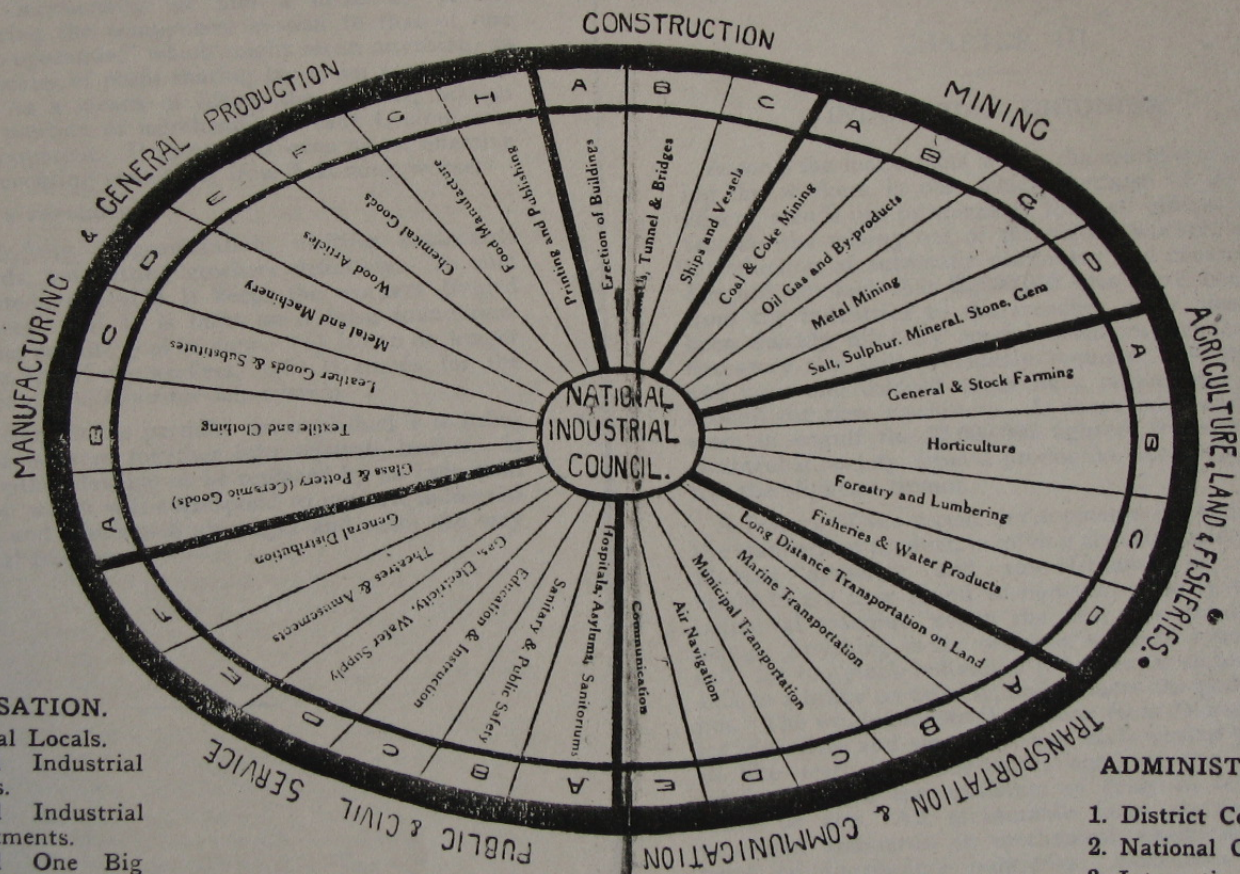 CONSTRUCTION
A
Erection of Buildings
B
Tunnel & Bridges
C
Ships and Vessels
MINING
A
Coal & Coke Mining
B
Oil Gas and By-products
C
Metal Mining
D
Salt, Sulphur. Mineral. Stone, Gem
AGRICULTURE, LAND & FISHERIES.
A
General & Stock Farming
B
Horticulture
C
Forestry and Lumbering
D
Fisheries & Water Products
TRANSPORTATION & COMMUNICATION
A
Long Distance Transportation on Land
B
Marine Transportation
C
Municipal Transportation
D
Air Navigation
E
Communication
PUBLIC & CIVIL SERVICE
A
Hospitals, Asylums, Sanitoriums
B
Sanitary & Public Safety
C
Education & Instruction
D
Gas, Electricity, Water Supply
E
Theatres & Amusements
F
General Distribution
MANUFACTURING & GENERAL PRODUCTION
A
Glass & Pottery (Ceramic Goods)
B
Textile and Clothing
C
Leather Goods & Substitutes
D
Metal and Machinery
E
Wood Articles
F
Chemical Goods
G
Food Manufacture
H
Printing and Publishing
NATIONAL
INDUSTRIAL
COUNCIL.
SATION.
al Locals.
Industrial
s.
Industrial
tments.
One Big
ADMINIST
1. District Co
2. National C